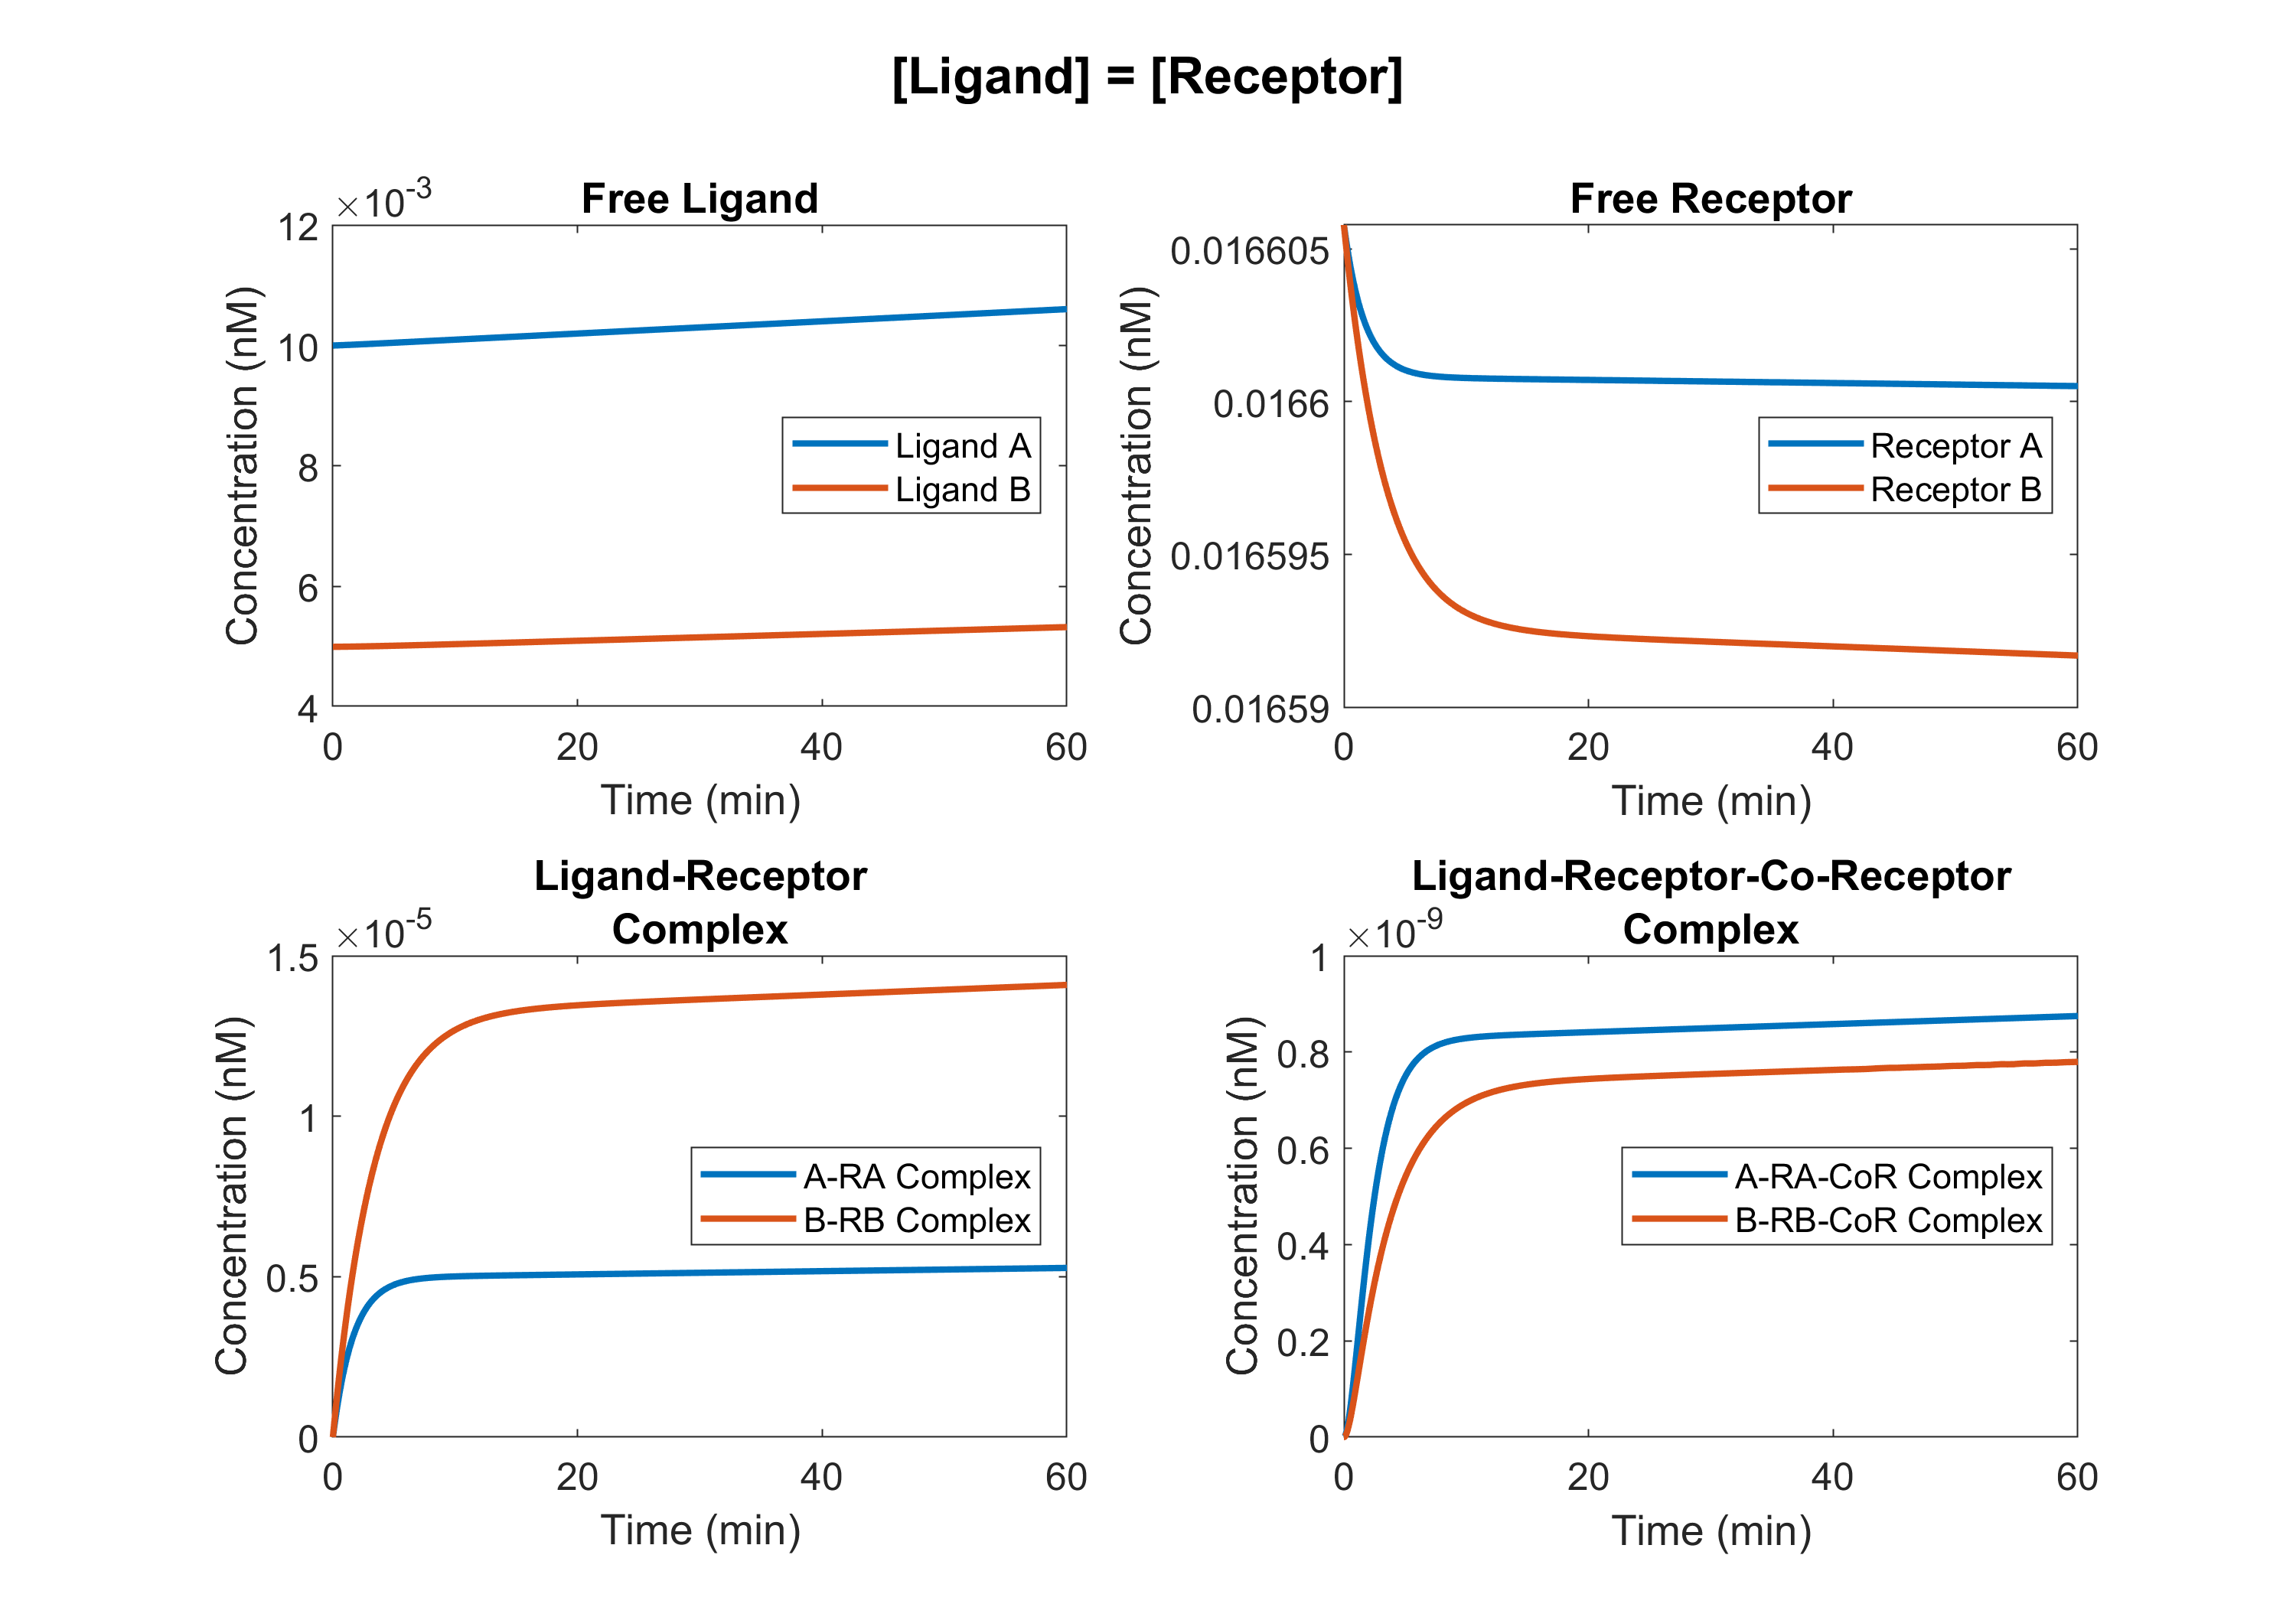 [Ligand] = [Receptor]
Free Ligand
×10-3
12
10
8
6
4
Concentration (nM)
Ligand A
Ligand B
0 20 40 60
Time (min)
Free Receptor
0.016605
0.0166
0.016595
0.01659
Concentration (nM)
Receptor A
Receptor B
0 20 40 60
Time (min)
Ligand-Receptor
Complex
×10-5
1.5
1
0.5
0
Concentration (nM)
A-RA Complex
B-RB Complex
0 20 40 60
Time (min)
Ligand-Receptor-Co-Receptor
Complex
×10-9
1
0.8
0.6
0.4
0.2
0
Concentration (nM)
A-RA-CoR Complex
B-RB-CoR Complex
0 20 40 60
Time (min)